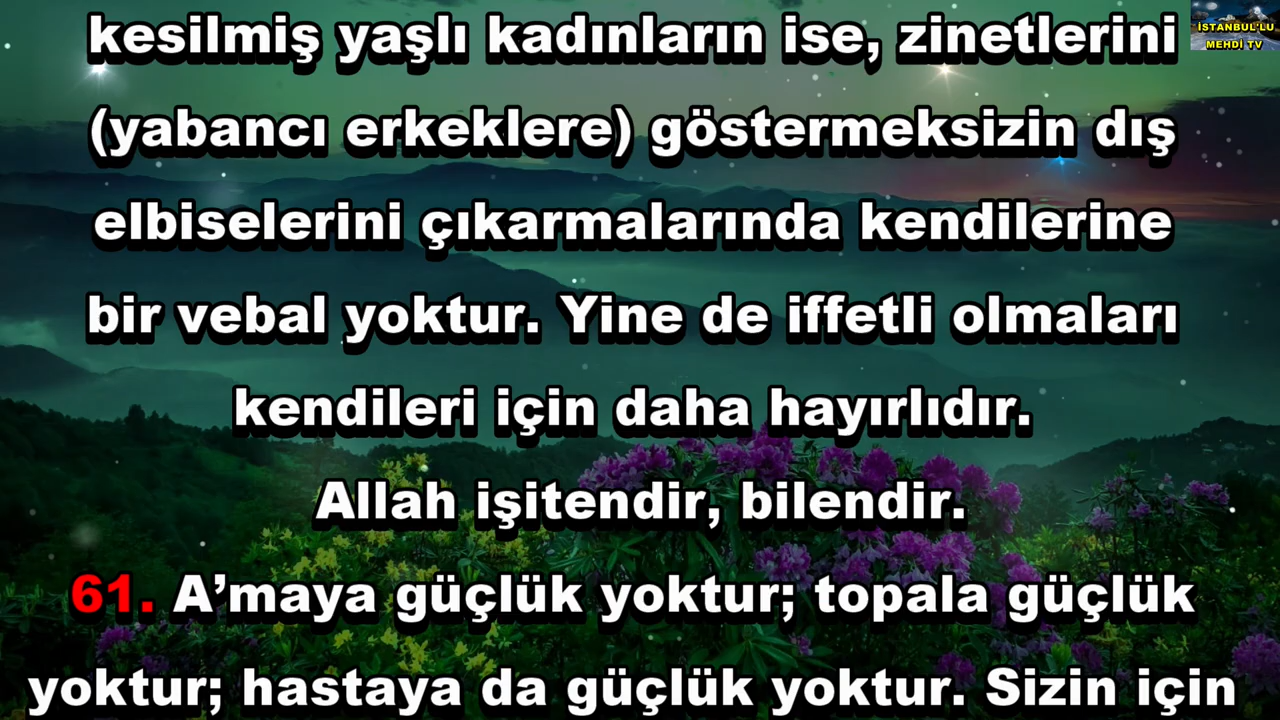 kesilmiş yaşlı kadınların ise, zinetlerini
(yabancı erkeklere) göstermeksizin dış
elbiselerini çıkarmalarında kendilerine
bir vebal yoktur. Yine de iffetli olmaları
kendileri için daha hayırlıdır.
Allah işitendir, bilendir.
61. A’maya güçlük yoktur; topala güçlük
yoktur; hastaya da güçlük yoktur. Sizin için
İSTANBUL'LU
MEHDİ TV